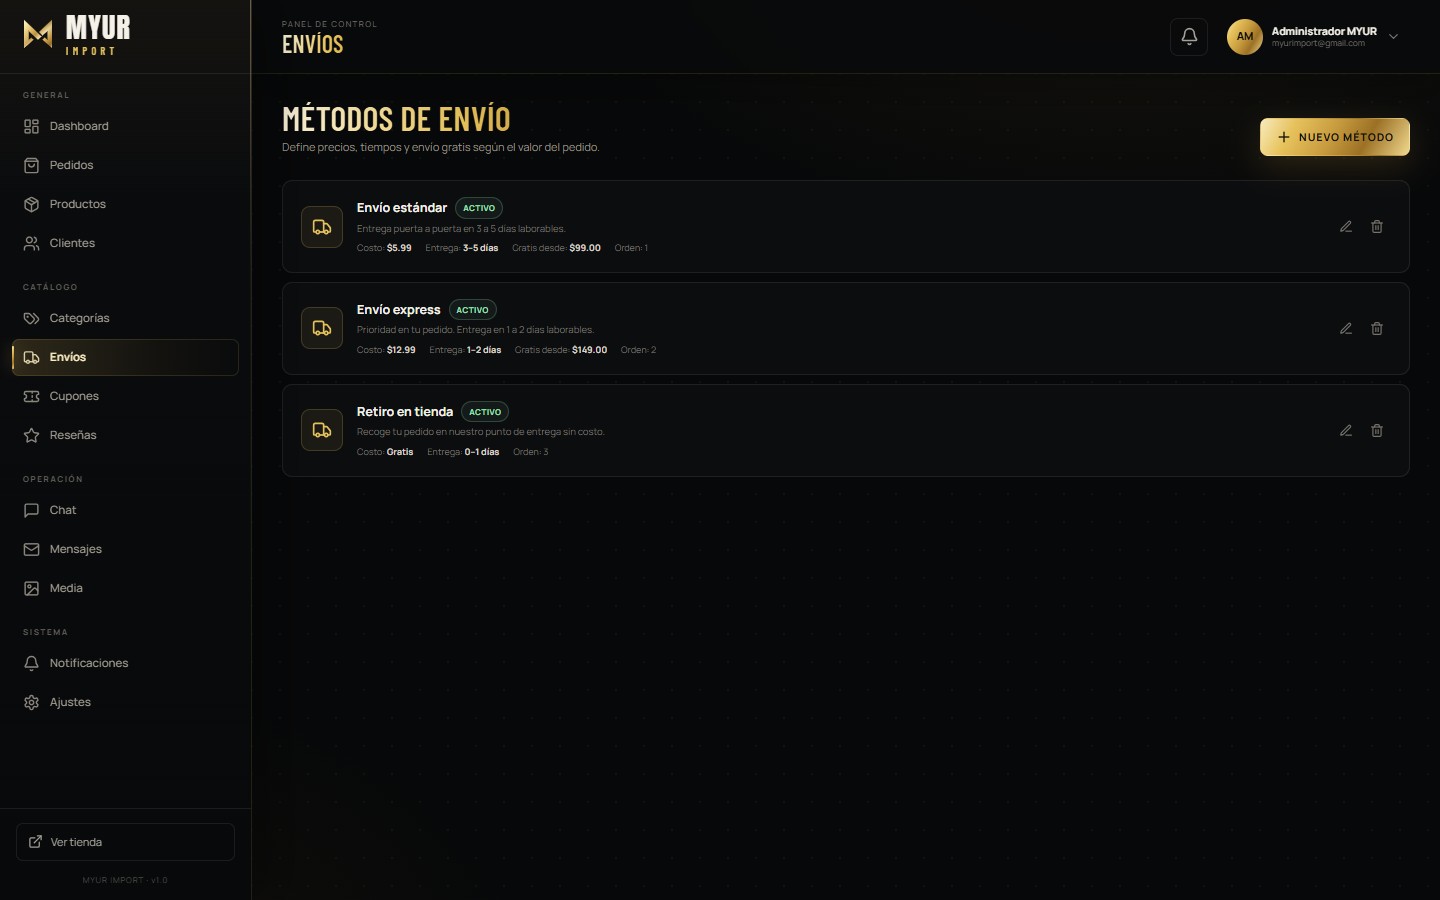 MYUR
IMPORT
GENERAL
Dashboard
Pedidos
Productos
Clientes
CATÁLOGO
Categorías
Envíos
Cupones
Reseñas
OPERACIÓN
Chat
Mensajes
Media
SISTEMA
Notificaciones
Ajustes
Ver tienda
MYUR IMPORT · v1.0
PANEL DE CONTROL
ENVÍOS
AM
Administrador MYUR
myurimport@gmail.com
MÉTODOS DE ENVÍO
Define precios, tiempos y envío gratis según el valor del pedido.
NUEVO MÉTODO
Envío estándar ACTIVO
Entrega puerta a puerta en 3 a 5 días laborables.
Costo: $5.99 Entrega: 3–5 días Gratis desde: $99.00 Orden: 1
Envío express ACTIVO
Prioridad en tu pedido. Entrega en 1 a 2 días laborables.
Costo: $12.99 Entrega: 1–2 días Gratis desde: $149.00 Orden: 2
Retiro en tienda ACTIVO
Recoge tu pedido en nuestro punto de entrega sin costo.
Costo: Gratis Entrega: 0–1 días Orden: 3